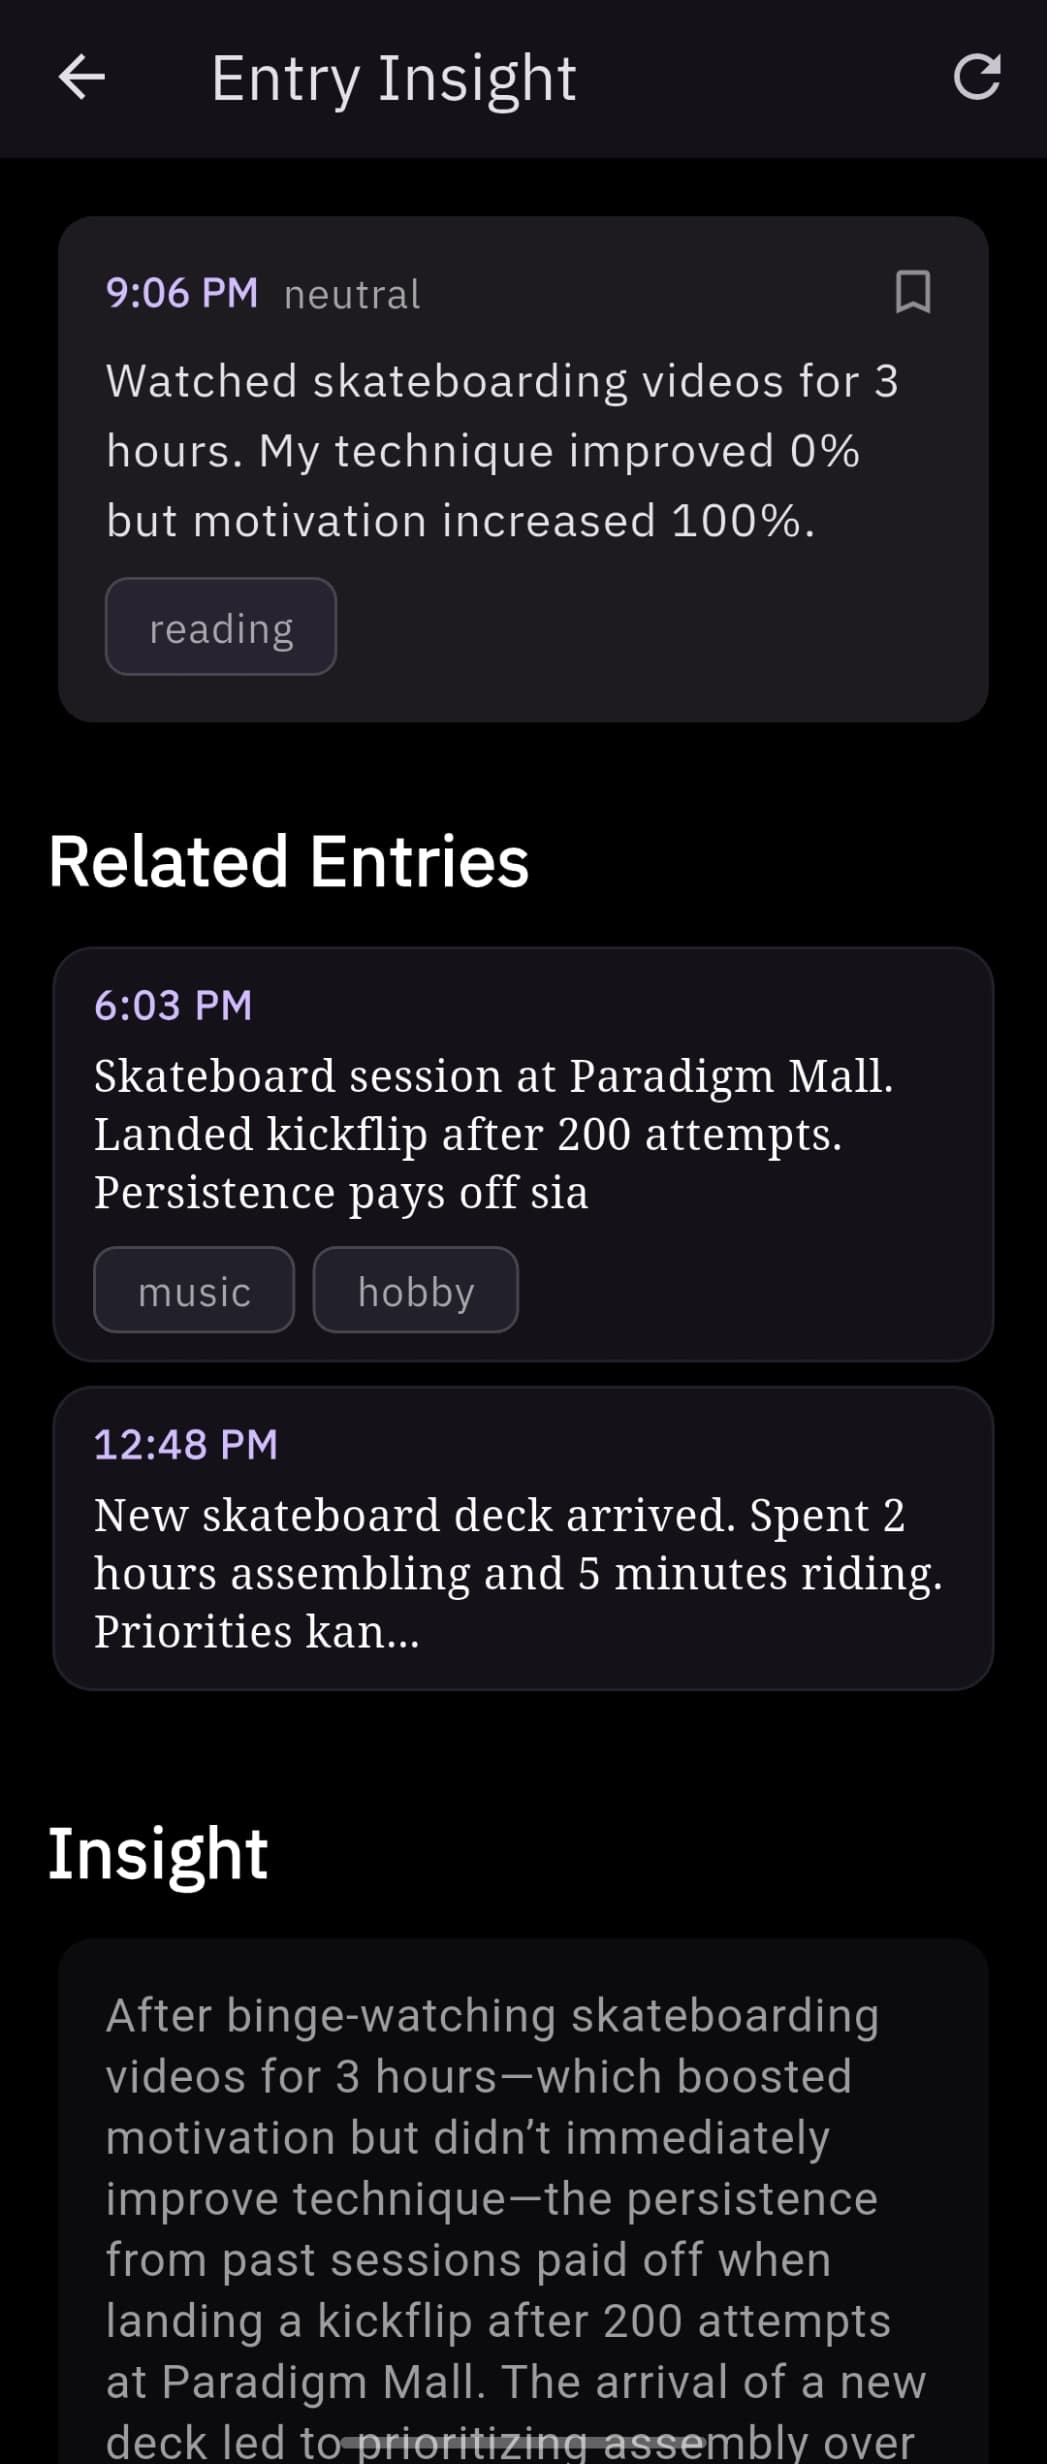 Entry Insight
9:06 PM neutral
Watched skateboarding videos for 3
hours. My technique improved 0%
but motivation increased 100%.
reading
Related Entries
6:03 PM
Skateboard session at Paradigm Mall.
Landed kickflip after 200 attempts.
Persistence pays off sia
music hobby
12:48 PM
New skateboard deck arrived. Spent 2
hours assembling and 5 minutes riding.
Priorities kan...
Insight
After binge-watching skateboarding
videos for 3 hours—which boosted
motivation but didn’t immediately
improve technique—the persistence
from past sessions paid off when
landing a kickflip after 200 attempts
at Paradigm Mall. The arrival of a new
deck led to prioritizing assembly over